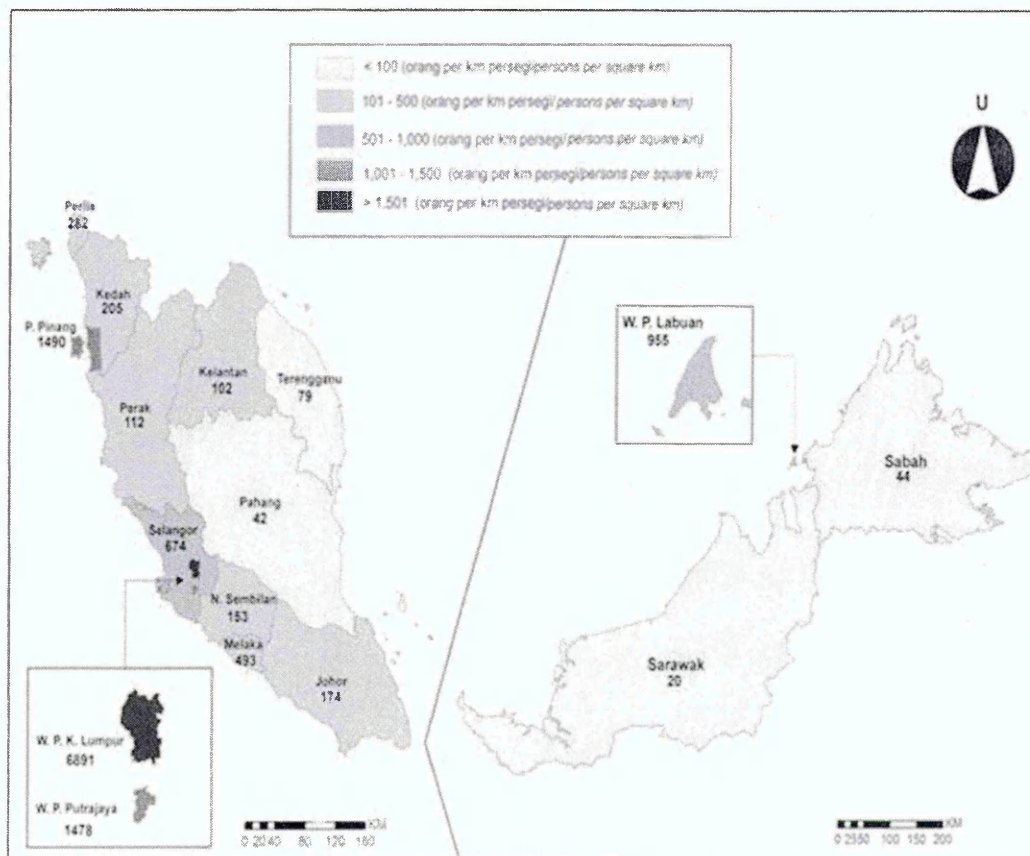 < 100 (orang per km persegi/persons per square km)
101 - 500 (orang per km persegi/persons per square km)
501 - 1,000 (orang per km persegi/persons per square km)
1,001 - 1,500 (orang per km persegi/persons per square km)
> 1,501 (orang per km persegi/persons per square km)
U
Perlis
282
Kedah
205
P. Pinang
1490
Kelantan
102
Terengganu
79
Perak
112
Pahang
42
Selangor
674
N. Sembilan
153
Melaka
493
Johor
174
W. P. K. Lumpur
6891
W. P. Putrajaya
1478
KM
0 20 40 80 120 160
W. P. Labuan
955
Sabah
44
Sarawak
20
KM
0 25 50 100 150 200